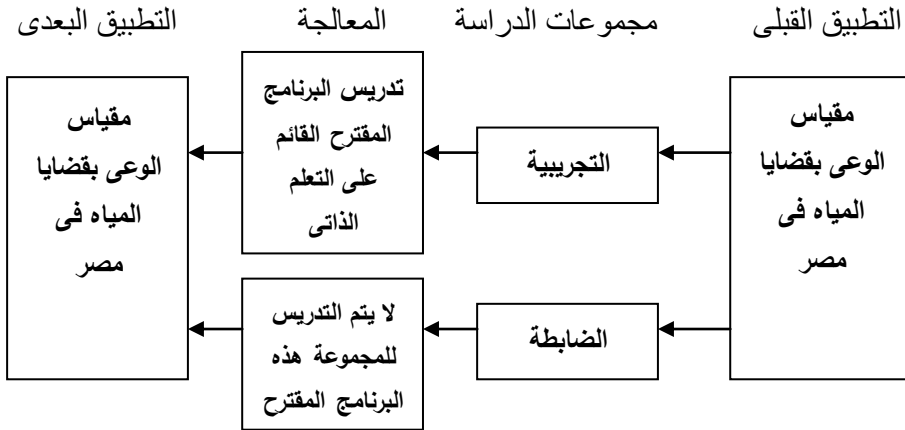 التطبيق القبلى
مجموعات الدراسة
المعالجة
التطبيق البعدى
مقياس
الوعى بقضايا
المياه فى
مصر
التجريبية
الضابطة
تدريس البرنامج
المقترح القائم
على التعلم
الذاتى
لا يتم التدريس
للمجموعة هذه
البرنامج المقترح
مقياس
الوعى بقضايا
المياه فى
مصر